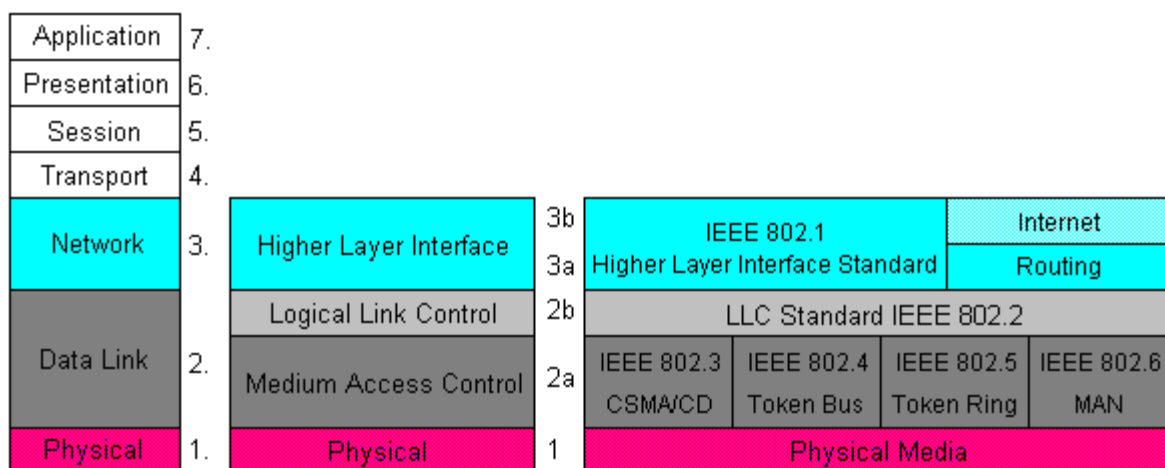 Application 7.
Presentation 6.
Session 5.
Transport 4.
Network 3.
Data Link 2.
Physical 1.
Higher Layer Interface
Logical Link Control
Medium Access Control
Physical
3b
3a
2b
2a
1
IEEE 802.1
Higher Layer Interface Standard
Internet
Routing
LLC Standard IEEE 802.2
IEEE 802.3
CSMA/CD
IEEE 802.4
Token Bus
IEEE 802.5
Token Ring
IEEE 802.6
MAN
Physical Media